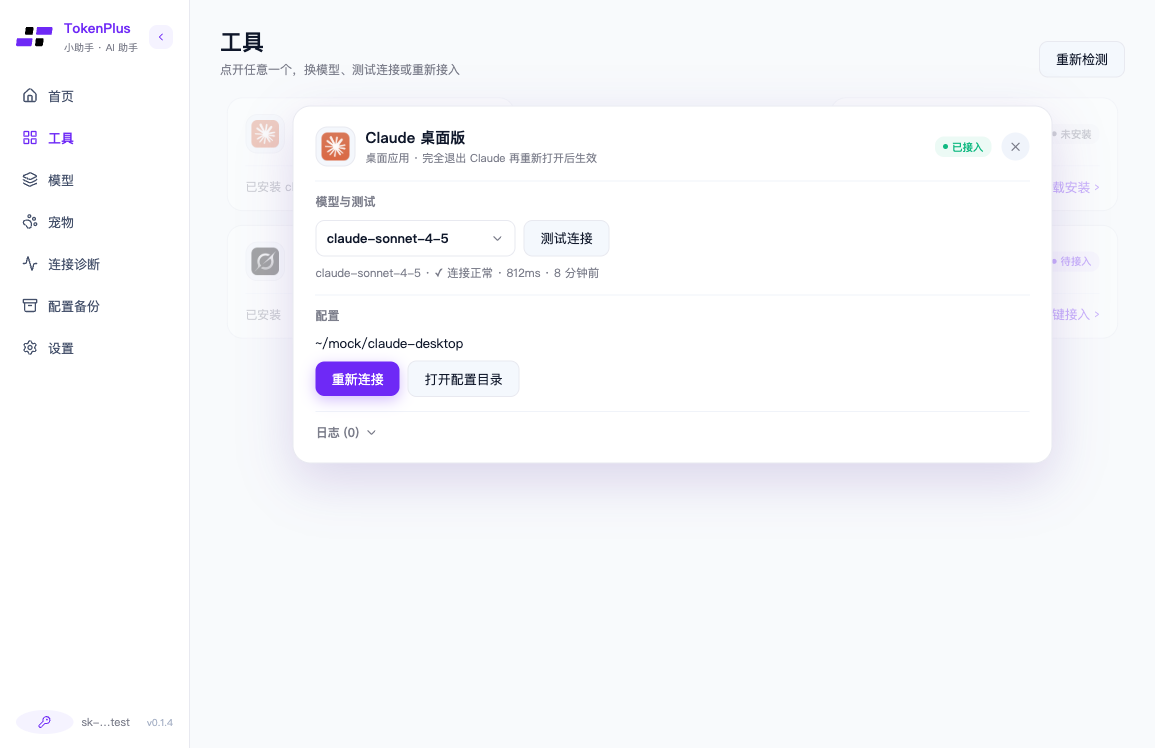 TokenPlus
小助手 · AI 助手
首页
工具
模型
宠物
连接诊断
配置备份
设置
sk-...test
v0.1.4
工具
点开任意一个，换模型、测试连接或重新接入
重新检测
已安装 cl
未安装
载安装 >
已安装
待接入
键接入 >
Claude 桌面版
桌面应用 · 完全退出 Claude 再重新打开后生效
已接入
模型与测试
claude-sonnet-4-5
测试连接
claude-sonnet-4-5 · ✓ 连接正常 · 812ms · 8 分钟前
配置
~/mock/claude-desktop
重新连接
打开配置目录
日志 (0)